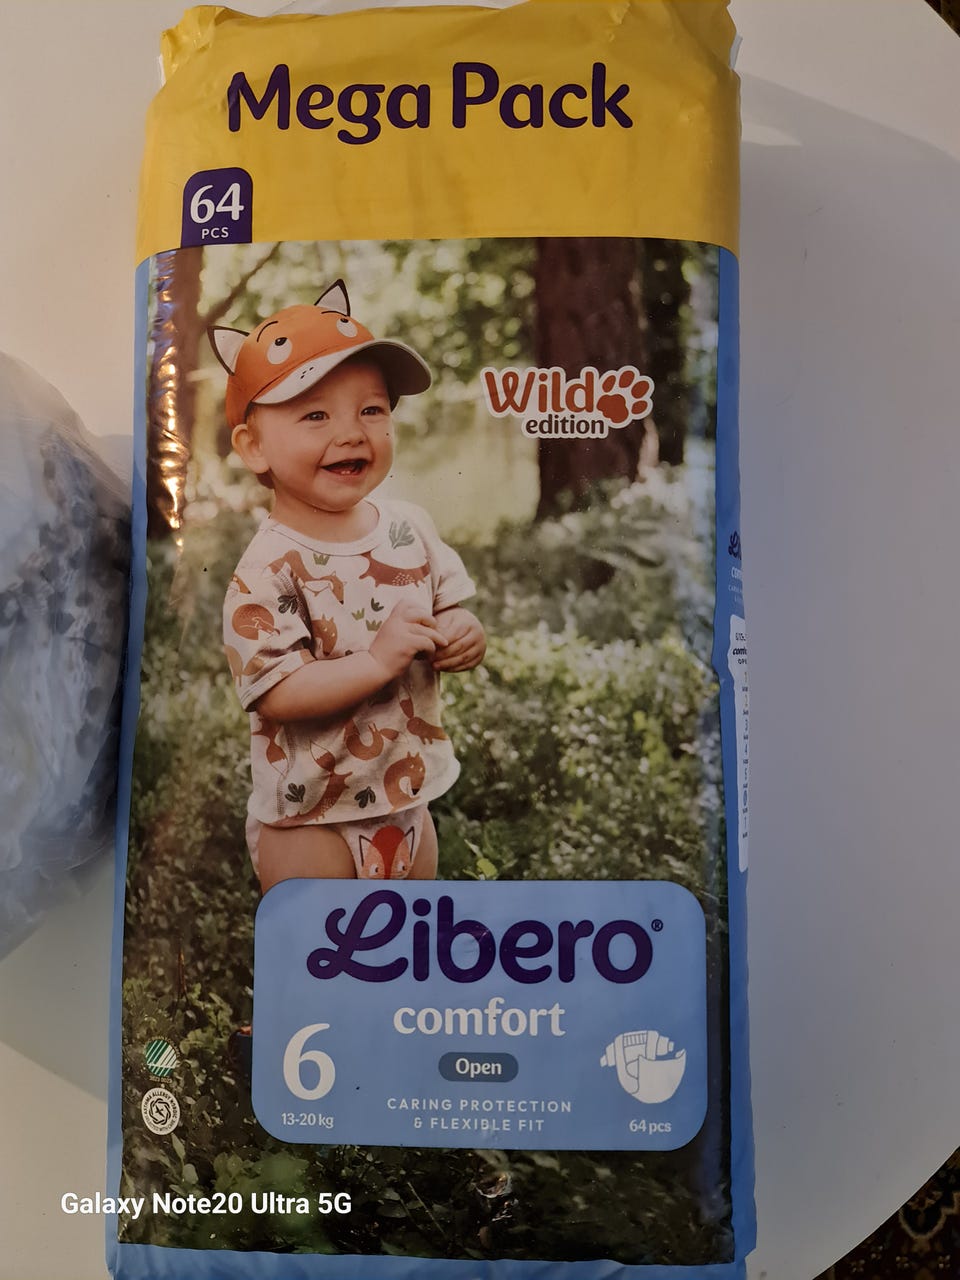 Mega Pack
64
PCS
Wild
edition
Libero®
comfort
6
Open
13-20 kg
CARING PROTECTION
& FLEXIBLE FIT
64 pcs
Galaxy Note20 Ultra 5G